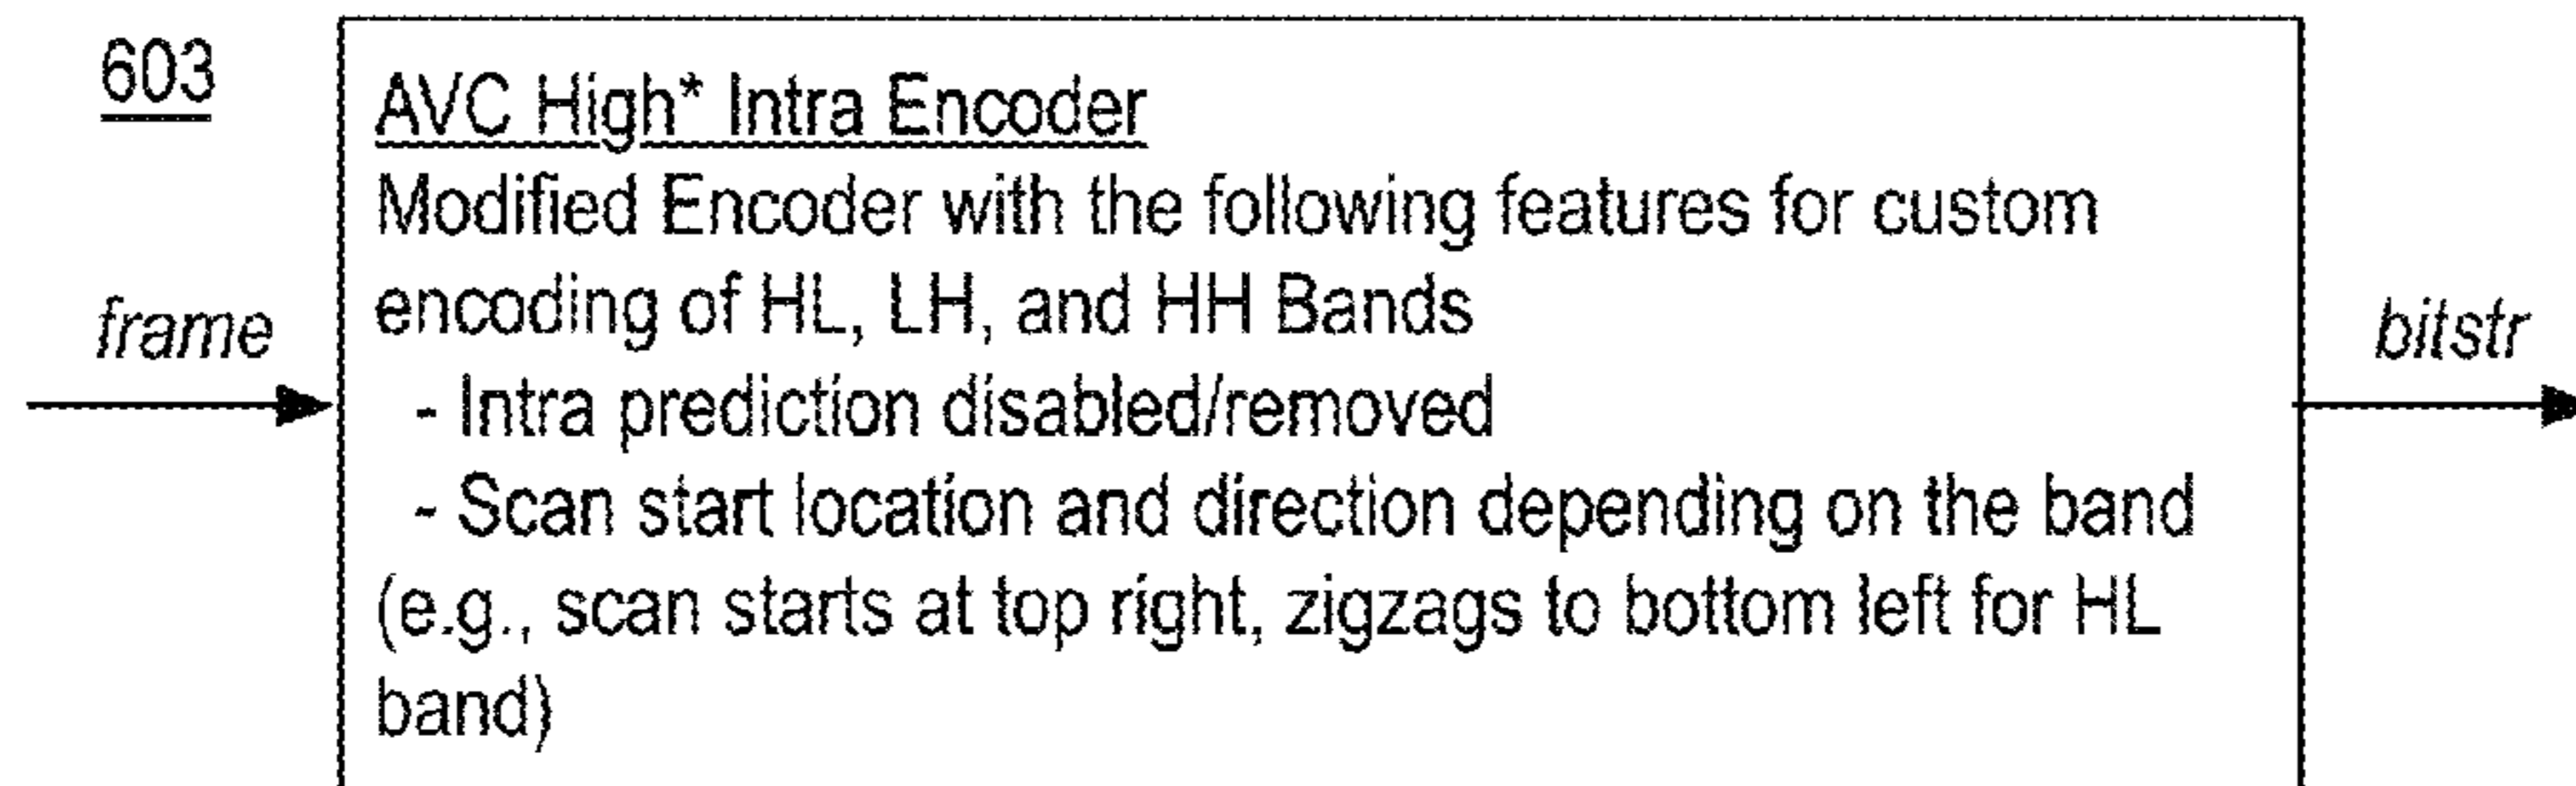 603
AVC High* Intra Encoder
Modified Encoder with the following features for custom
encoding of HL, LH, and HH Bands
frame
bitstr
- Intra prediction disabled/removed
- Scan start location and direction depending on the band
(e.g., scan starts at top right, zigzags to bottom left for HL
band)